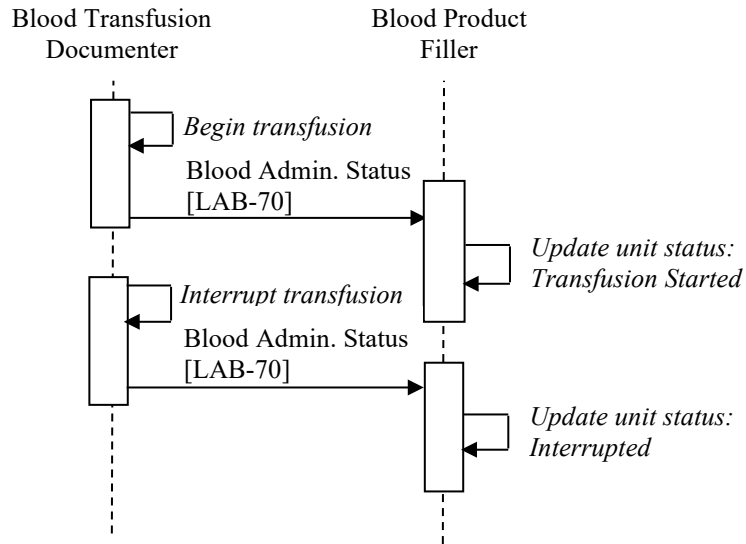 Blood Transfusion
Documenter
Blood Product
Filler
Begin transfusion
Blood Admin. Status
[LAB-70]
Update unit status:
Transfusion Started
Interrupt transfusion
Blood Admin. Status
[LAB-70]
Update unit status:
Interrupted